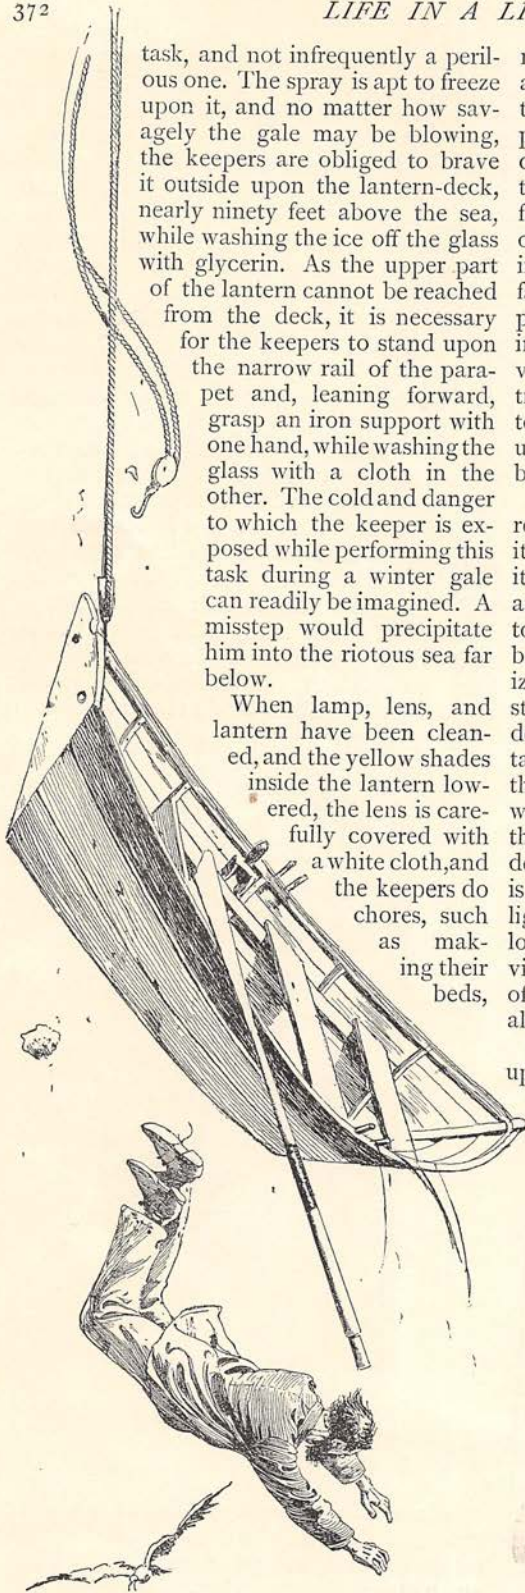 372 LIFE IN A LI
task, and not infrequently a peril-
ous one. The spray is apt to freeze
upon it, and no matter how sav-
agely the gale may be blowing,
the keepers are obliged to brave
it outside upon the lantern-deck,
nearly ninety feet above the sea,
while washing the ice off the glass
with glycerin. As the upper part
of the lantern cannot be reached
from the deck, it is necessary
for the keepers to stand upon
the narrow rail of the para-
pet and, leaning forward,
grasp an iron support with
one hand, while washing the
glass with a cloth in the
other. The cold and danger
to which the keeper is ex-
posed while performing this
task during a winter gale
can readily be imagined. A
misstep would precipitate
him into the riotous sea far
below.
When lamp, lens, and
lantern have been clean-
ed, and the yellow shades
inside the lantern low-
ered, the lens is care-
fully covered with
a white cloth, and
the keepers do
chores, such
as mak-
ing their
beds,